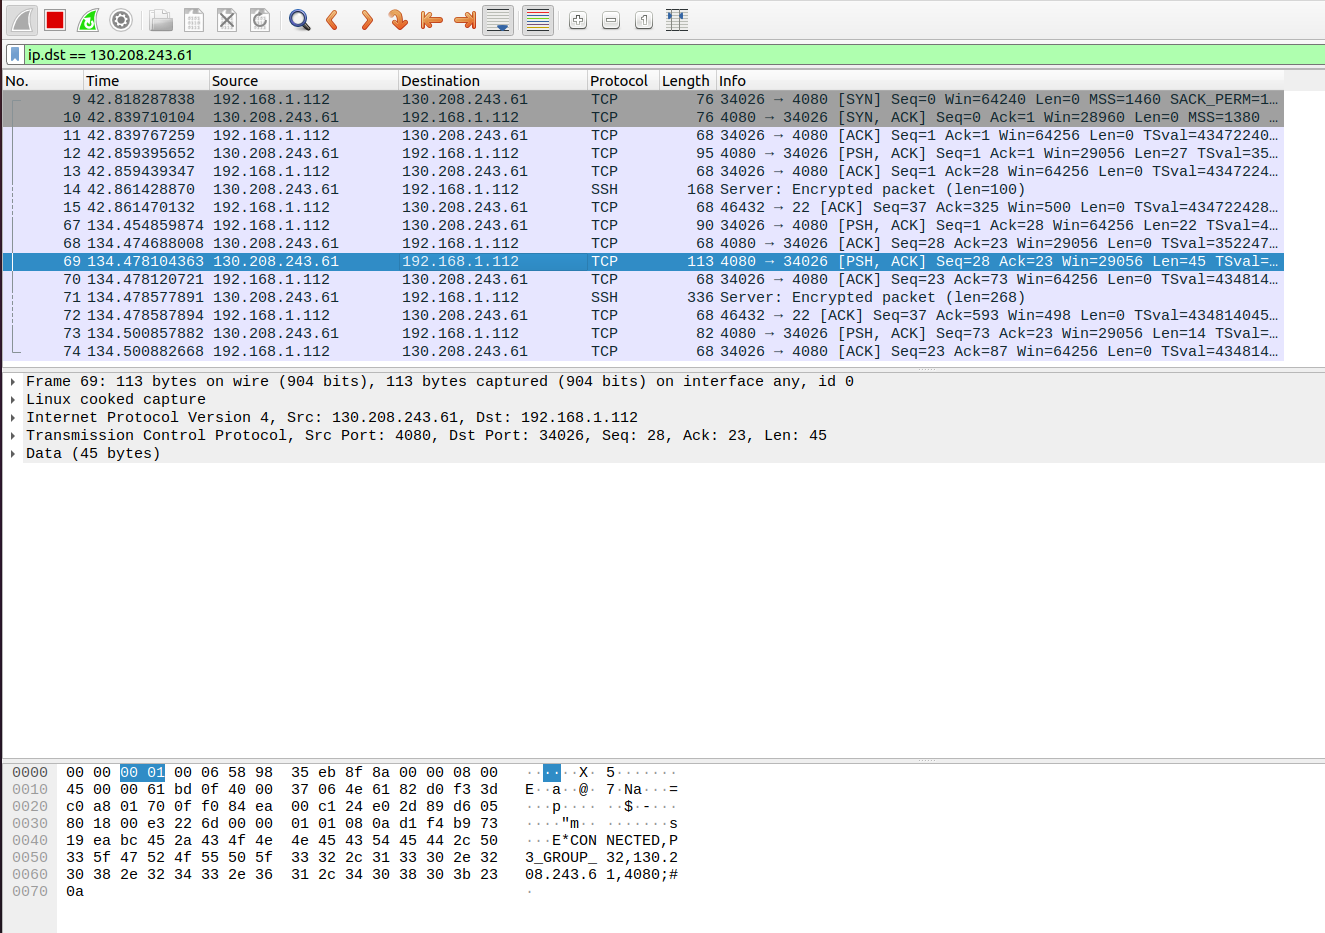 ip.dst == 130.208.243.61
No. Time Source Destination Protocol Length Info
9 42.818287838 192.168.1.112 130.208.243.61 TCP 76 34026 → 4080 [SYN] Seq=0 Win=64240 Len=0 MSS=1460 SACK_PERM=1…
10 42.839710104 130.208.243.61 192.168.1.112 TCP 76 4080 → 34026 [SYN, ACK] Seq=0 Ack=1 Win=28960 Len=0 MSS=1380 …
11 42.839767259 192.168.1.112 130.208.243.61 TCP 68 34026 → 4080 [ACK] Seq=1 Ack=1 Win=64256 Len=0 TSval=43472240…
12 42.859395652 130.208.243.61 192.168.1.112 TCP 95 4080 → 34026 [PSH, ACK] Seq=1 Ack=1 Win=29056 Len=27 TSval=35…
13 42.859439347 192.168.1.112 130.208.243.61 TCP 68 34026 → 4080 [ACK] Seq=1 Ack=28 Win=64256 Len=0 TSval=4347224…
14 42.861428870 130.208.243.61 192.168.1.112 SSH 168 Server: Encrypted packet (len=100)
15 42.861470132 192.168.1.112 130.208.243.61 TCP 68 46432 → 22 [ACK] Seq=37 Ack=325 Win=500 Len=0 TSval=434722428…
67 134.454859874 192.168.1.112 130.208.243.61 TCP 90 34026 → 4080 [PSH, ACK] Seq=1 Ack=28 Win=64256 Len=22 TSval=4…
68 134.474688008 130.208.243.61 192.168.1.112 TCP 68 4080 → 34026 [ACK] Seq=28 Ack=23 Win=29056 Len=0 TSval=352247…
69 134.478104363 130.208.243.61 192.168.1.112 TCP 113 4080 → 34026 [PSH, ACK] Seq=28 Ack=23 Win=29056 Len=45 TSval=…
70 134.478120721 192.168.1.112 130.208.243.61 TCP 68 34026 → 4080 [ACK] Seq=23 Ack=73 Win=64256 Len=0 TSval=434814…
71 134.478577891 130.208.243.61 192.168.1.112 SSH 336 Server: Encrypted packet (len=268)
72 134.478587894 192.168.1.112 130.208.243.61 TCP 68 46432 → 22 [ACK] Seq=37 Ack=593 Win=498 Len=0 TSval=434814045…
73 134.500857882 130.208.243.61 192.168.1.112 TCP 82 4080 → 34026 [PSH, ACK] Seq=73 Ack=23 Win=29056 Len=14 TSval=…
74 134.500882668 192.168.1.112 130.208.243.61 TCP 68 34026 → 4080 [ACK] Seq=23 Ack=87 Win=64256 Len=0 TSval=434814…
Frame 69: 113 bytes on wire (904 bits), 113 bytes captured (904 bits) on interface any, id 0
Linux cooked capture
Internet Protocol Version 4, Src: 130.208.243.61, Dst: 192.168.1.112
Transmission Control Protocol, Src Port: 4080, Dst Port: 34026, Seq: 28, Ack: 23, Len: 45
Data (45 bytes)
0000 00 00 00 01 00 06 58 98 35 eb 8f 8a 00 00 08 00 ······X· 5·······
0010 45 00 00 61 bd 0f 40 00 37 06 4e 61 82 d0 f3 3d E··a··@· 7·Na···=
0020 c0 a8 01 70 0f f0 84 ea 00 c1 24 e0 2d 89 d6 05 ···p···· ··$·-···
0030 80 18 00 e3 22 6d 00 00 01 01 08 0a d1 f4 b9 73 ····"m·· ·······s
0040 19 ea bc 45 2a 43 4f 4e 4e 45 43 54 45 44 2c 50 ···E*CON NECTED,P
0050 33 5f 47 52 4f 55 50 5f 33 32 2c 31 33 30 2e 32 3_GROUP_ 32,130.2
0060 30 38 2e 32 34 33 2e 36 31 2c 34 30 38 30 3b 23 08.243.6 1,4080;#
0070 0a ·